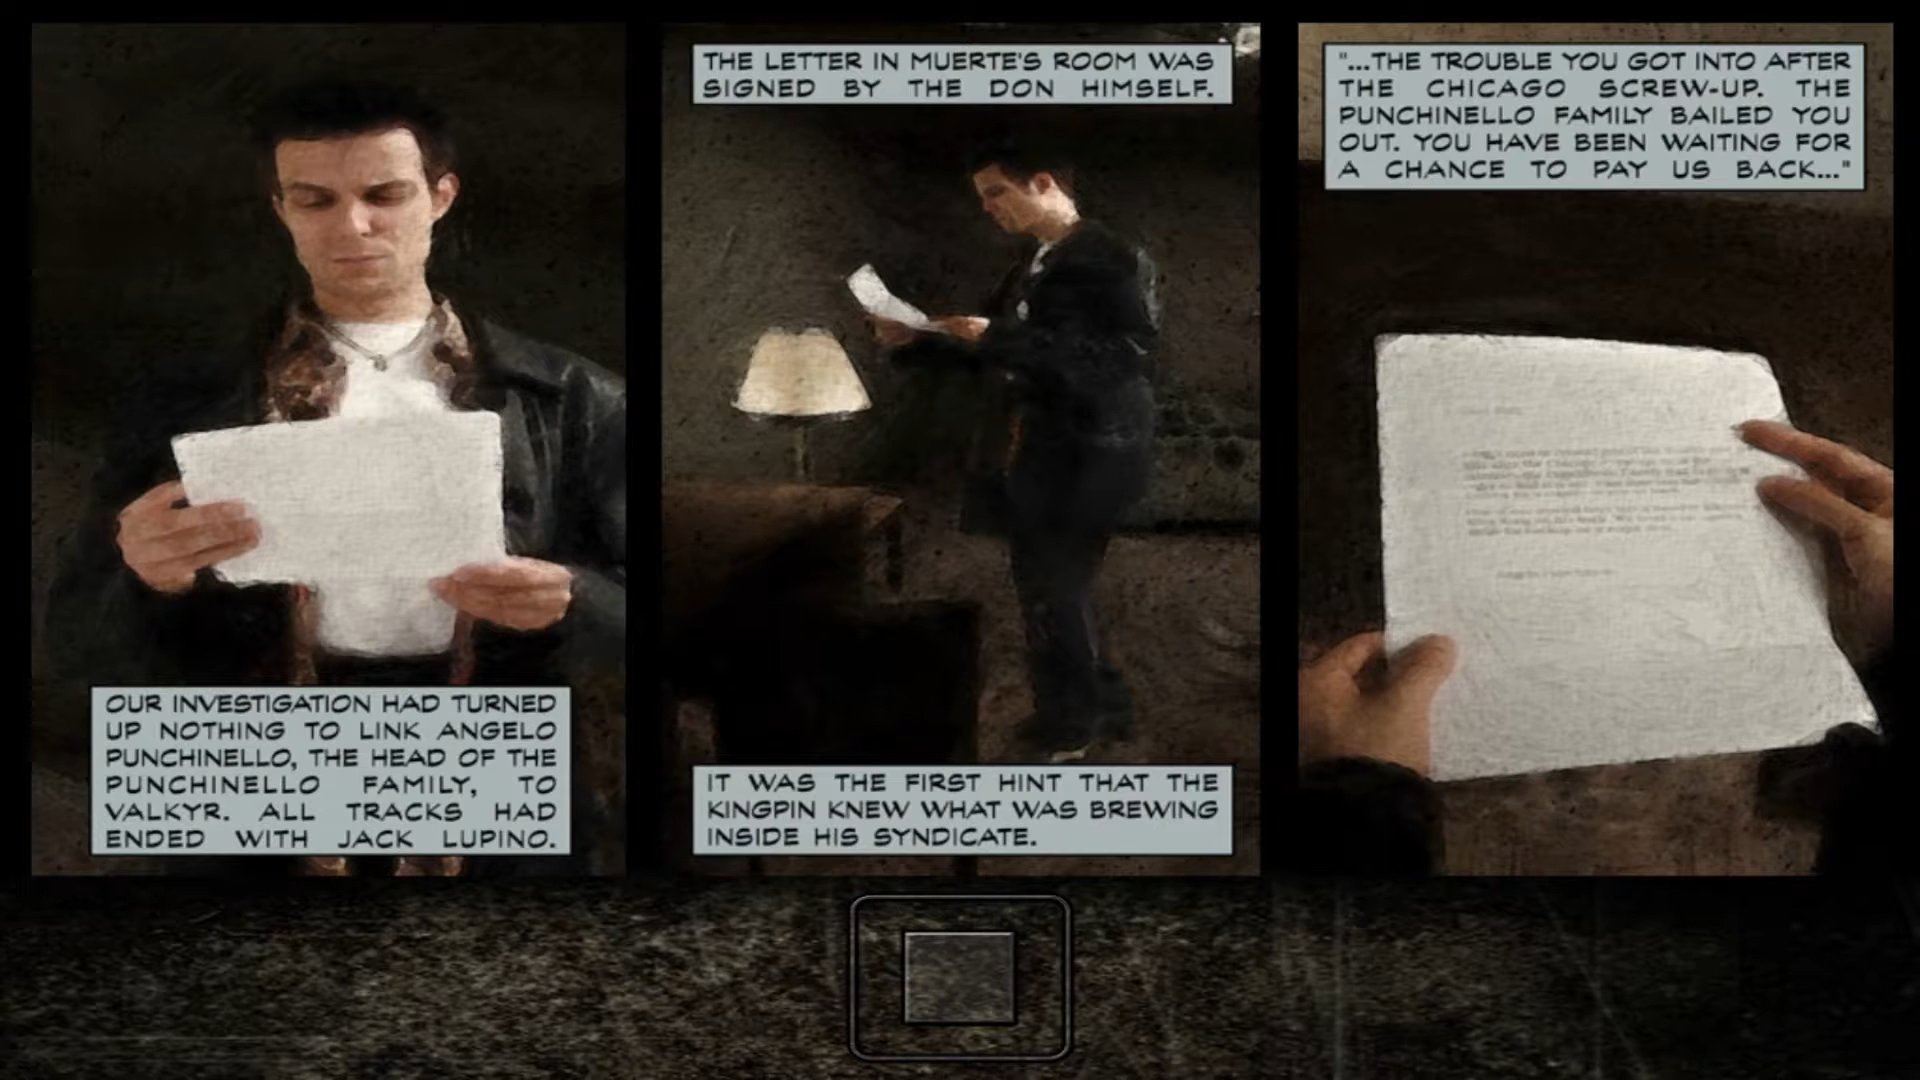 OUR INVESTIGATION HAD TURNED
UP NOTHING TO LINK ANGELO
PUNCHINELLO, THE HEAD OF THE
PUNCHINELLO FAMILY, TO
VALKYR. ALL TRACKS HAD
ENDED WITH JACK LUPINO.
THE LETTER IN MUERTE'S ROOM WAS
SIGNED BY THE DON HIMSELF.
IT WAS THE FIRST HINT THAT THE
KINGPIN KNEW WHAT WAS BREWING
INSIDE HIS SYNDICATE.
"...THE TROUBLE YOU GOT INTO AFTER
THE CHICAGO SCREW-UP. THE
PUNCHINELLO FAMILY BAILED YOU
OUT. YOU HAVE BEEN WAITING FOR
A CHANCE TO PAY US BACK..."